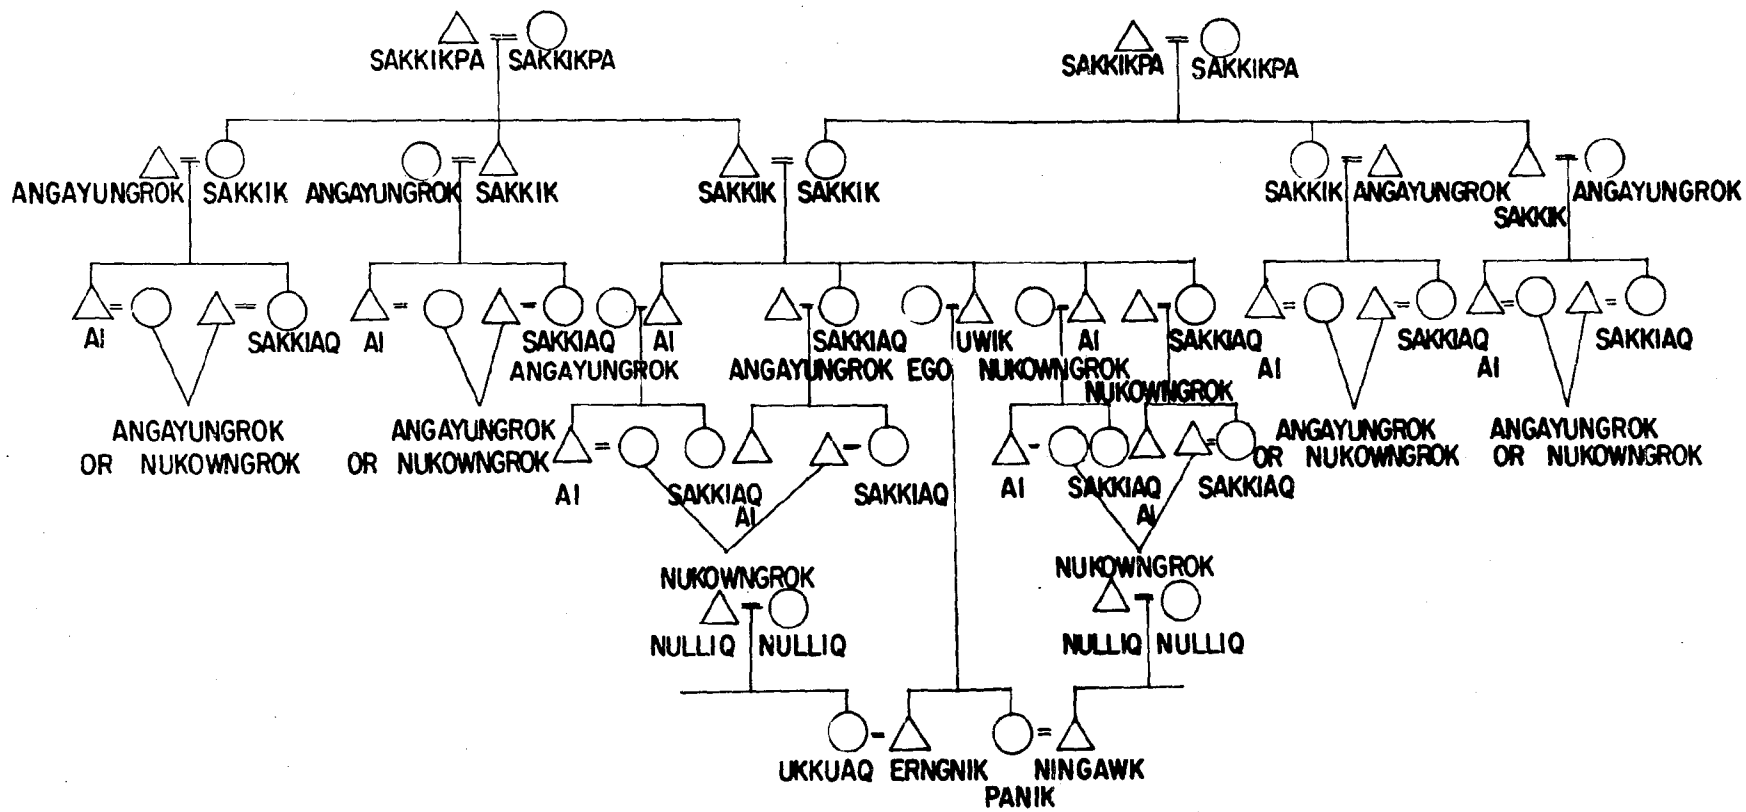 SAKKIKPA SAKKIKPA SAKKIKPA SAKKIKPA
ANGAYUNGROK SAKKIK ANGAYUNGROK SAKKIK SAKKIK SAKKIK SAKKIK ANGAYUNGROK ANGAYUNGROK
SAKKIK
AI SAKKIAQ AI SAKKIAQ AI SAKKIAQ UWIK AI SAKKIAQ SAKKIAQ SAKKIAQ
ANGAYUNGROK ANGAYUNGROK EGO NUKOWNGROK AI AI
NUKOWNGROK
ANGAYUNGROK ANGAYUNGROK ANGAYUNGROK ANGAYUNGROK
OR NUKOWNGROK OR NUKOWNGROK OR NUKOWNGROK OR NUKOWNGROK
AI SAKKIAQ SAKKIAQ AI SAKKIAQ SAKKIAQ
AI AI
NUKOWNGROK NUKOWNGROK
NULLIQ NULLIQ NULLIQ NULLIQ
UKKUAQ ERNGNIK NINGAWK
PANIK